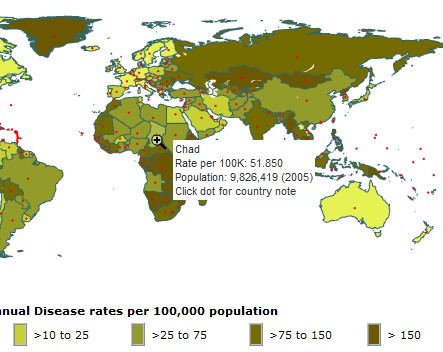 Chad
Rate per 100K: 51.850
Population: 9,826,419 (2005)
Click dot for country note
nual Disease rates per 100,000 population
>10 to 25
>25 to 75
>75 to 150
> 150